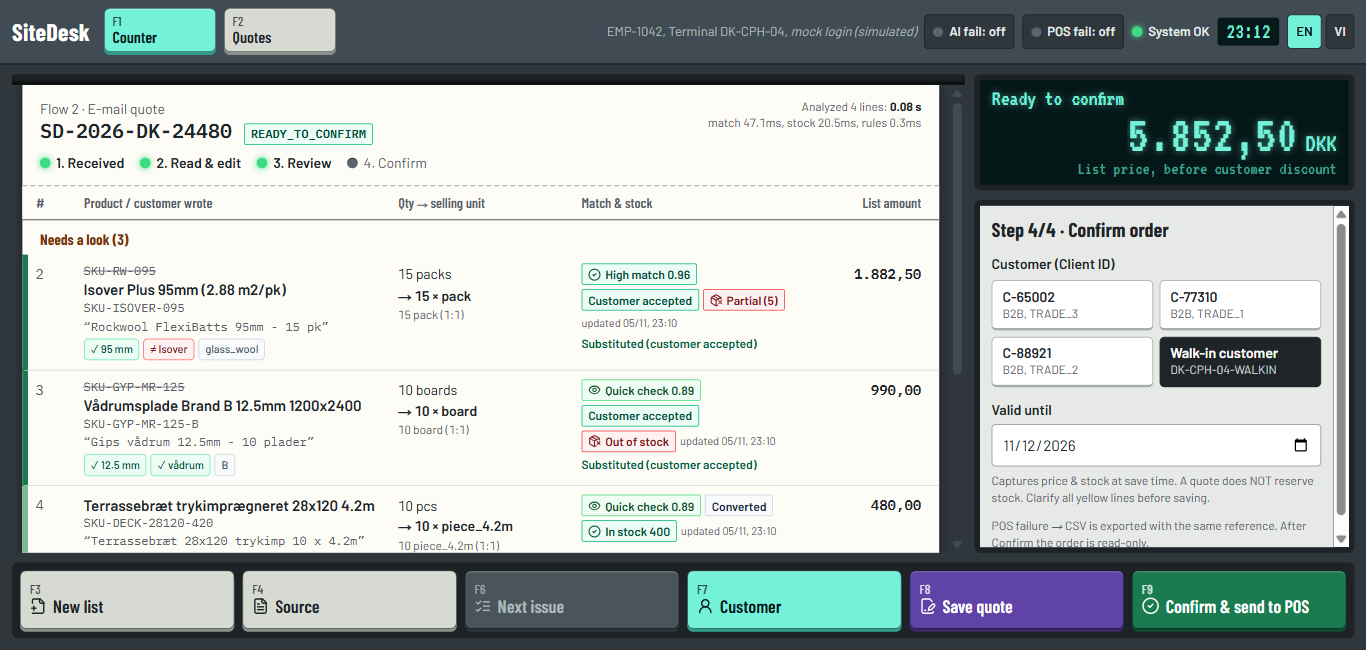 SiteDesk
F1
Counter
F2
Quotes
EMP-1042, Terminal DK-CPH-04, mock login (simulated)
AI fail: off
POS fail: off
System OK
23:12
EN
VI
Flow 2 · E-mail quote
SD-2026-DK-24480
READY_TO_CONFIRM
Analyzed 4 lines: 0.08 s
match 47.1ms, stock 20.5ms, rules 0.3ms
1. Received
2. Read & edit
3. Review
4. Confirm
# Product / customer wrote Qty → selling unit Match & stock List amount
Needs a look (3)
2
SKU-RW-095
Isover Plus 95mm (2.88 m2/pk)
SKU-ISOVER-095
“Rockwool FlexiBatts 95mm - 15 pk”
✓ 95 mm
≠ Isover
glass_wool
15 packs
→ 15 × pack
15 pack (1:1)
High match 0.96
Customer accepted
Partial (5)
updated 05/11, 23:10
Substituted (customer accepted)
1.882,50
3
SKU-GYP-MR-125
Vådrumsplade Brand B 12.5mm 1200x2400
SKU-GYP-MR-125-B
“Gips vådrum 12.5mm - 10 plader”
✓ 12.5 mm
✓ vådrum
B
10 boards
→ 10 × board
10 board (1:1)
Quick check 0.89
Customer accepted
Out of stock
updated 05/11, 23:10
Substituted (customer accepted)
990,00
4
Terrassebræt trykimprægneret 28x120 4.2m
SKU-DECK-28120-420
“Terrassebræt 28x120 trykimp 10 x 4.2m”
10 pcs
→ 10 × piece_4.2m
10 piece_4.2m (1:1)
Quick check 0.89
Converted
In stock 400
updated 05/11, 23:10
480,00
Ready to confirm
5.852,50 DKK
List price, before customer discount
Step 4/4 · Confirm order
Customer (Client ID)
C-65002
B2B, TRADE_3
C-77310
B2B, TRADE_1
C-88921
B2B, TRADE_2
Walk-in customer
DK-CPH-04-WALKIN
Valid until
11/12/2026
Captures price & stock at save time. A quote does NOT reserve
stock. Clarify all yellow lines before saving.
POS failure → CSV is exported with the same reference. After
Confirm the order is read-only.
F3
New list
F4
Source
F6
Next issue
F7
Customer
F8
Save quote
F9
Confirm & send to POS